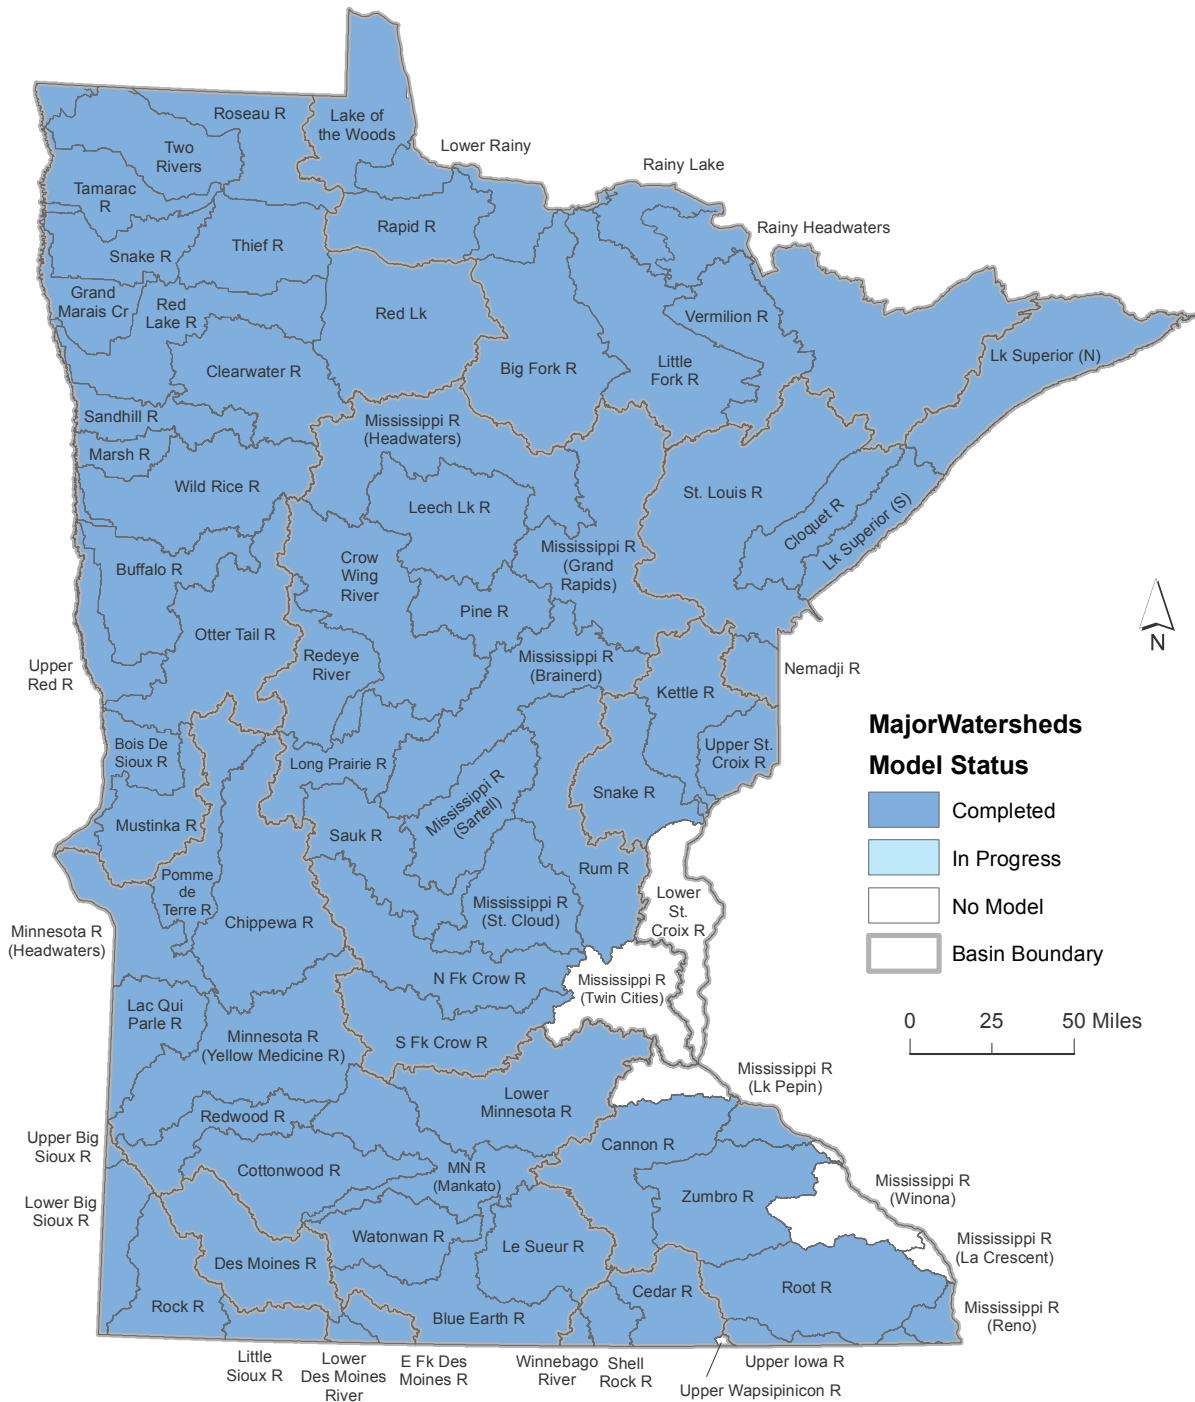 Roseau R
Lake of
the Woods
Lower Rainy
Two
Rivers
Rainy Lake
Tamarac
R
Rapid R
Rainy Headwaters
Thief R
Snake R
Grand
Marais Cr
Red
Lake R
Red Lk
Vermilion R
Lk Superior (N)
Clearwater R
Big Fork R
Little
Fork R
Sandhill R
Mississippi R
(Headwaters)
Marsh R
Wild Rice R
St. Louis R
Leech Lk R
Cloquet R
Lk Superior (S)
Buffalo R
Crow
Wing
River
Mississippi R
(Grand
Rapids)
Pine R
Otter Tail R
Redeye
River
Mississippi R
(Brainerd)
Upper
Red R
Nemadji R
Kettle R
Bois De
Sioux R
Long Prairie R
Upper St.
Croix R
Mississippi R
(Sartell)
Snake R
Mustinka R
Sauk R
Rum R
Pomme
de
Terre R
Chippewa R
Mississippi R
(St. Cloud)
Lower
St.
Croix R
Minnesota R
(Headwaters)
N Fk Crow R
Mississippi R
(Twin Cities)
Lac Qui
Parle R
Minnesota R
(Yellow Medicine R)
S Fk Crow R
Mississippi R
(Lk Pepin)
Lower
Minnesota R
Redwood R
Cannon R
Upper Big
Sioux R
Cottonwood R
MN R
(Mankato)
Zumbro R
Mississippi R
(Winona)
Lower Big
Sioux R
Watonwan R
Le Sueur R
Mississippi R
(La Crescent)
Des Moines R
Root R
Cedar R
Rock R
Blue Earth R
Mississippi R
(Reno)
Little
Sioux R
Lower
Des Moines
River
E Fk Des
Moines R
Winnebago
River
Shell
Rock R
Upper Iowa R
Upper Wapsipinicon R
N
MajorWatersheds
Model Status
Completed
In Progress
No Model
Basin Boundary
0 25 50 Miles